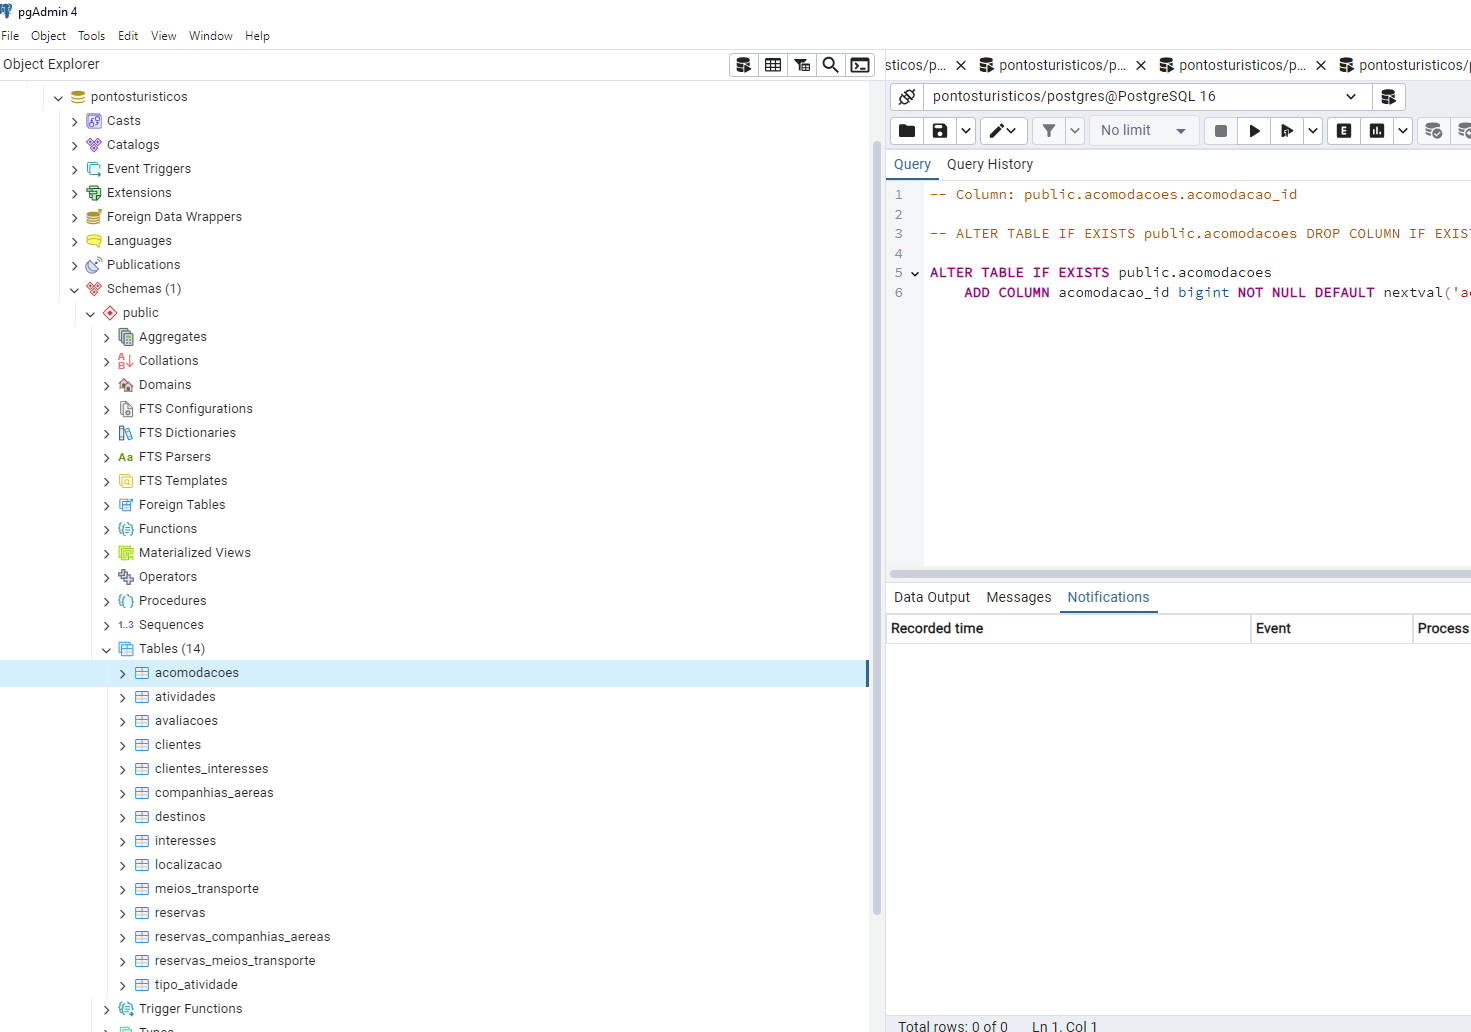 pgAdmin 4
File Object Tools Edit View Window Help
Object Explorer
pontosturisticos
Casts
Catalogs
Event Triggers
Extensions
Foreign Data Wrappers
Languages
Publications
Schemas (1)
public
Aggregates
Collations
Domains
FTS Configurations
FTS Dictionaries
Aa FTS Parsers
FTS Templates
Foreign Tables
Functions
Materialized Views
Operators
Procedures
1..3 Sequences
Tables (14)
acomodacoes
atividades
avaliacoes
clientes
clientes_interesses
companhias_aereas
destinos
interesses
localizacao
meios_transporte
reservas
reservas_companhias_aereas
reservas_meios_transporte
tipo_atividade
Trigger Functions
Types
sticos/p... pontosturisticos/p... pontosturisticos/p... pontosturisticos/
pontosturisticos/postgres@PostgreSQL 16
No limit
Query Query History
1 -- Column: public.acomodacoes.acomodacao_id
2
3 -- ALTER TABLE IF EXISTS public.acomodacoes DROP COLUMN IF EXIST
4
5 ALTER TABLE IF EXISTS public.acomodacoes
6 ADD COLUMN acomodacao_id bigint NOT NULL DEFAULT nextval('a
Data Output Messages Notifications
Recorded time Event Process
Total rows: 0 of 0 Ln 1, Col 1